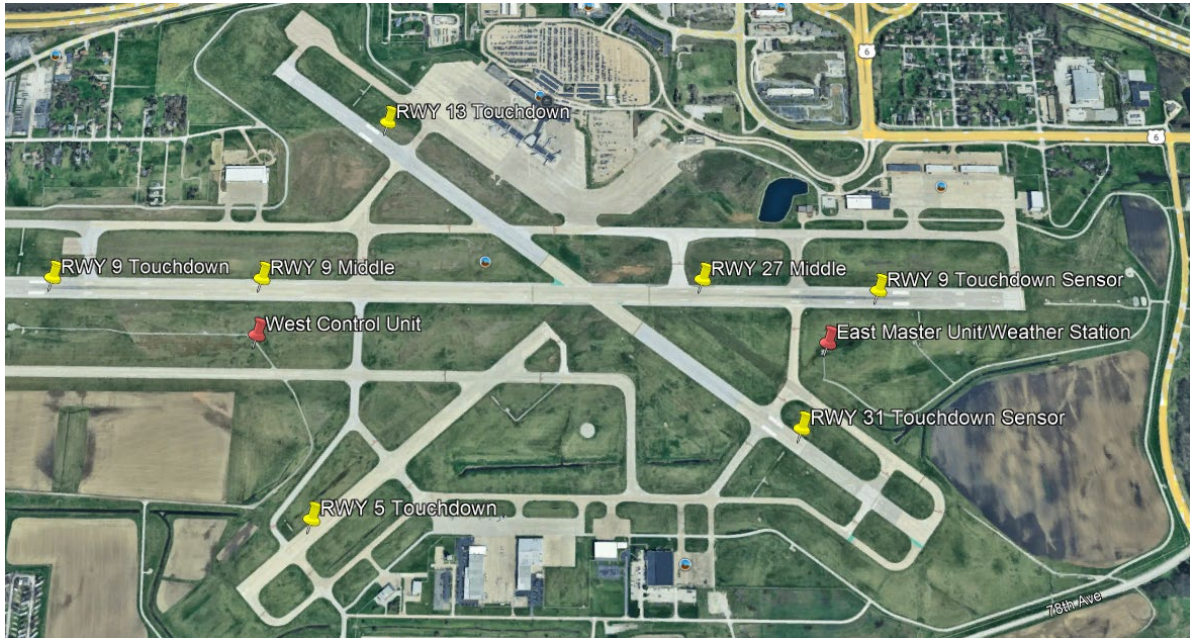 6
RWY 13 Touchdown
6
RWY 9 Touchdown
RWY 9 Middle
RWY 27 Middle
RWY 9 Touchdown Sensor
West Control Unit
East Master Unit/Weather Station
RWY 31 Touchdown Sensor
RWY 5 Touchdown
78th Ave